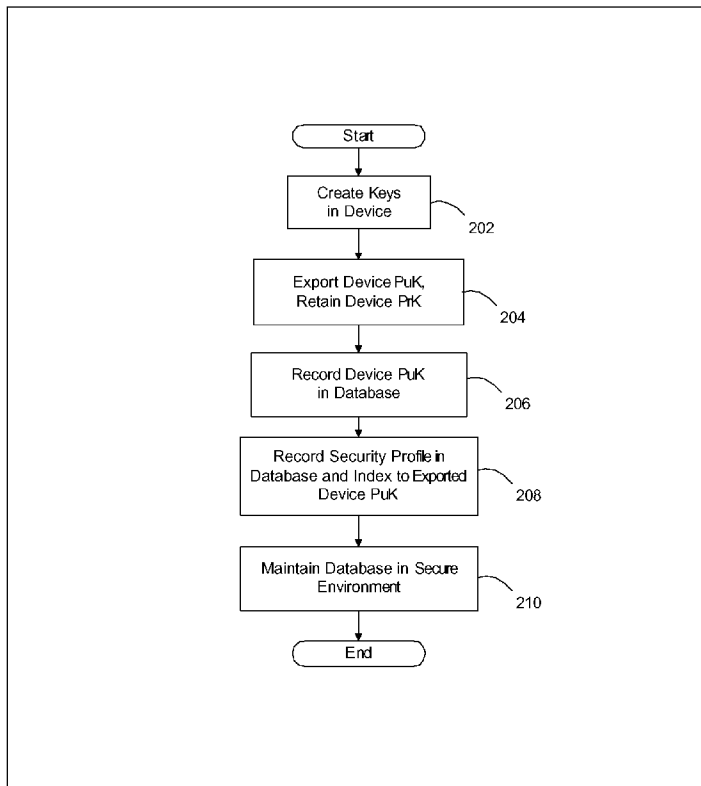 Start
Create Keys
in Device
202
Export Device PuK,
Retain Device PrK
204
Record Device PuK
in Database
206
Record Security Profile in
Database and Index to Exported
Device PuK
208
Maintain Database in Secure
Environment
210
End